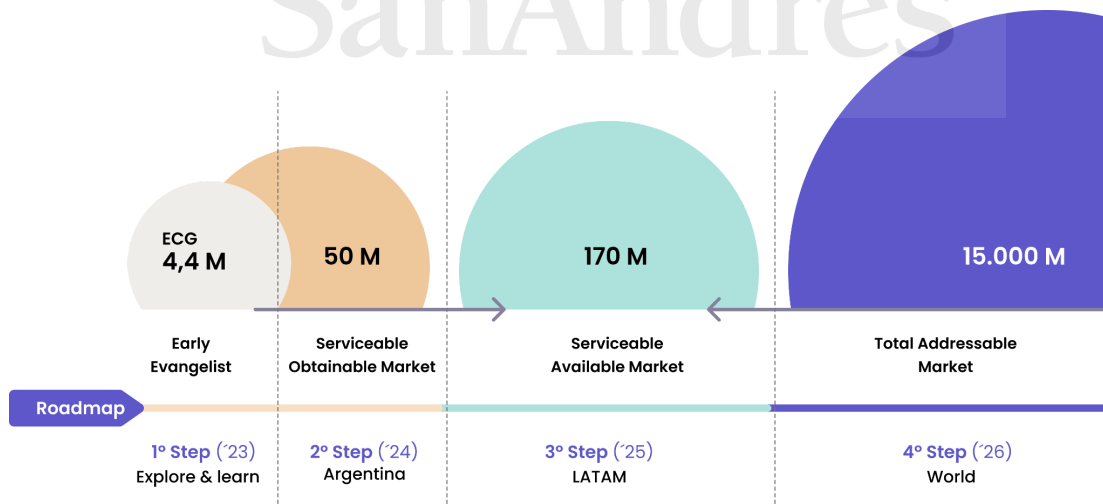 SanAndrés
ECG
4,4 M
50 M
170 M
15.000 M
Early
Evangelist
Serviceable
Obtainable Market
Serviceable
Available Market
Total Addressable
Market
Roadmap
1º Step (´23)
Explore & learn
2º Step (´24)
Argentina
3º Step (´25)
LATAM
4º Step (´26)
World